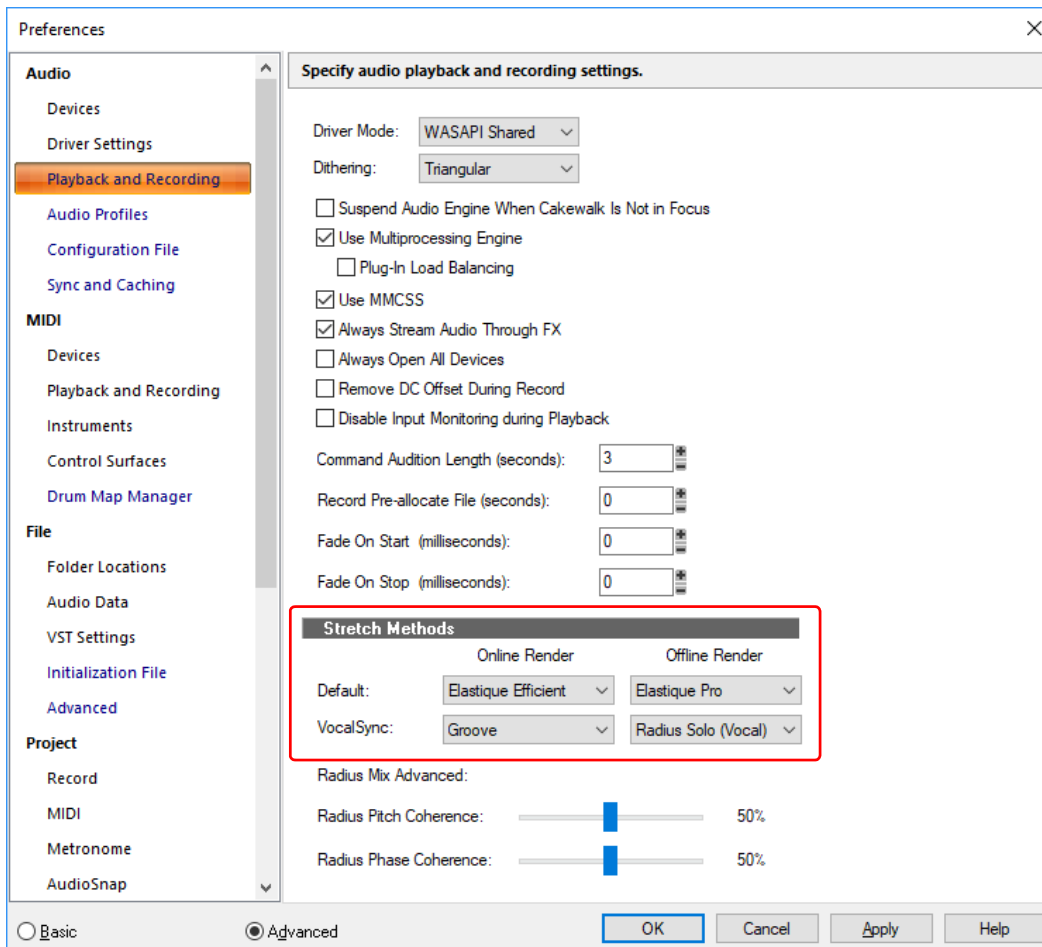 Preferences
Audio
Devices
Driver Settings
Playback and Recording
Audio Profiles
Configuration File
Sync and Caching
MIDI
Devices
Playback and Recording
Instruments
Control Surfaces
Drum Map Manager
File
Folder Locations
Audio Data
VST Settings
Initialization File
Advanced
Project
Record
MIDI
Metronome
AudioSnap
Specify audio playback and recording settings.
Driver Mode: WASAPI Shared
Dithering: Triangular
Suspend Audio Engine When Cakewalk Is Not in Focus
Use Multiprocessing Engine
Plug-In Load Balancing
Use MMCSS
Always Stream Audio Through FX
Always Open All Devices
Remove DC Offset During Record
Disable Input Monitoring during Playback
Command Audition Length (seconds): 3
Record Pre-allocate File (seconds): 0
Fade On Start (milliseconds): 0
Fade On Stop (milliseconds): 0
Stretch Methods
Online Render Offline Render
Default: Elastique Efficient Elastique Pro
VocalSync: Groove Radius Solo (Vocal)
Radius Mix Advanced:
Radius Pitch Coherence: 50%
Radius Phase Coherence: 50%
Basic Advanced OK Cancel Apply Help